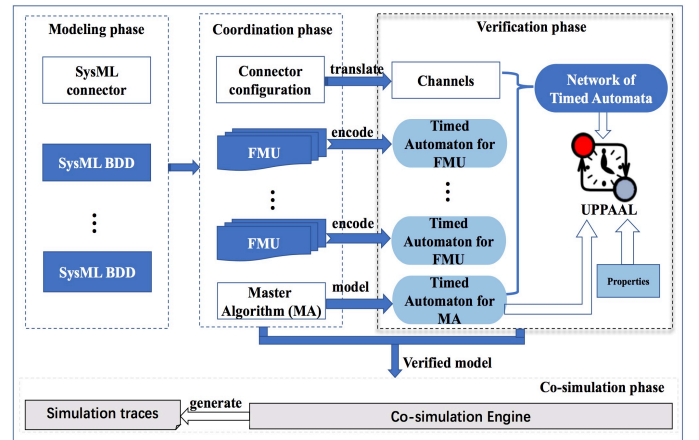 Modeling phase
SysML
connector
SysML BDD
SysML BDD
Coordination phase
Connector
configuration
FMU
FMU
Master
Algorithm (MA)
translate
encode
encode
model
Verification phase
Channels
Timed
Automaton for
FMU
Timed
Automaton for
FMU
Timed
Automaton for
MA
Network of
Timed Automata
UPPAAL
Properties
Verified model
Co-simulation phase
Simulation traces
generate
Co-simulation Engine